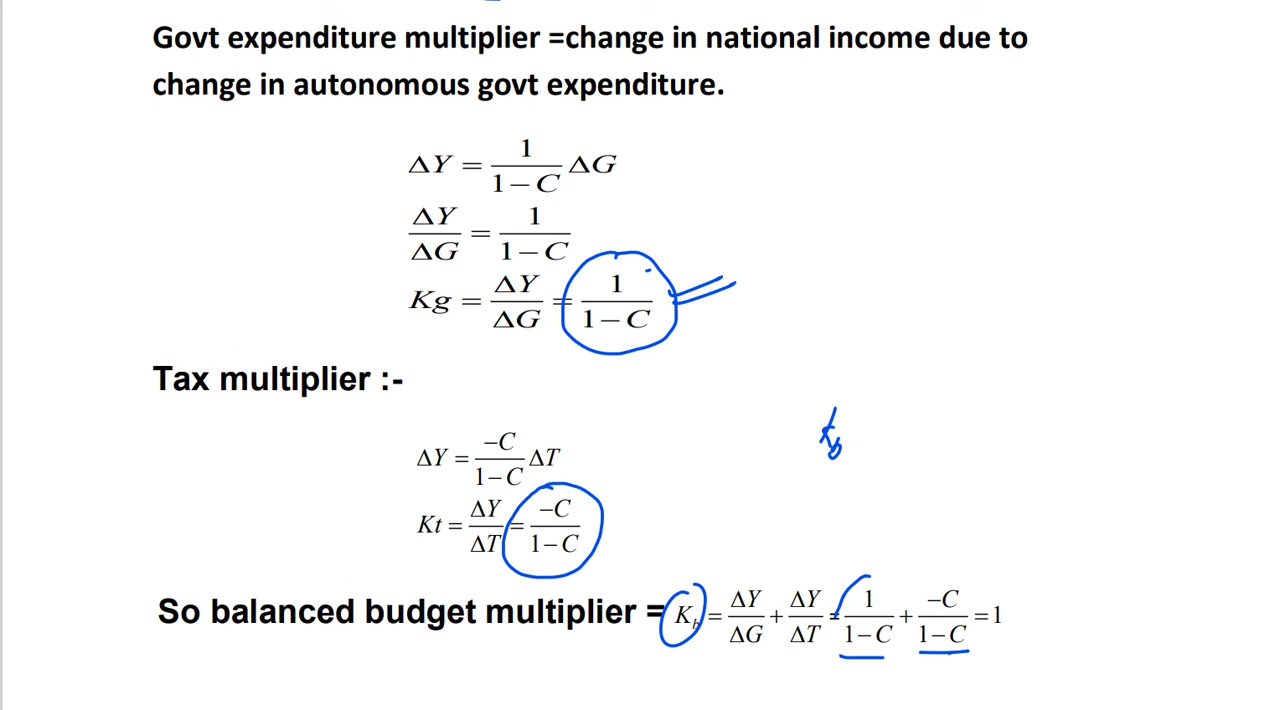 Govt expenditure multiplier =change in national income due to
change in autonomous govt expenditure.
ΔY = 1/(1−C) ΔG
ΔY/ΔG = 1/(1−C)
Kg = ΔY/ΔG = 1/(1−C)
Tax multiplier :-
ΔY = −C/(1−C) ΔT
Kt = ΔY/ΔT = −C/(1−C)
So balanced budget multiplier = K_b = ΔY/ΔG + ΔY/ΔT = 1/(1−C) + −C/(1−C) = 1